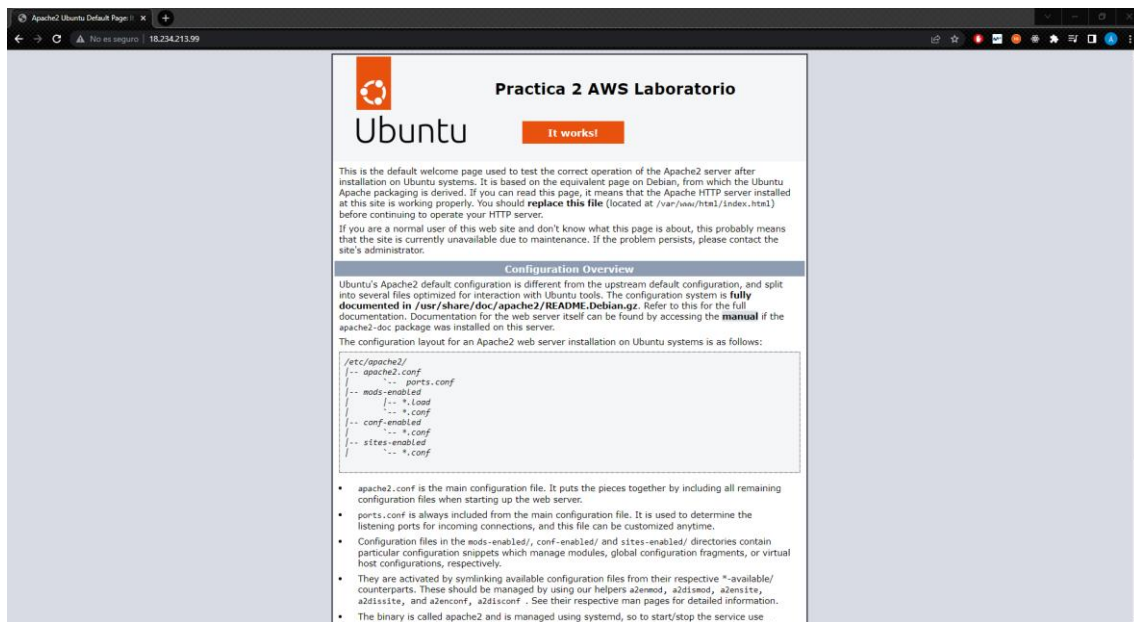 Apache2 Ubuntu Default Page: It
No es seguro | 18.234.213.99
Practica 2 AWS Laboratorio
Ubuntu
It works!
This is the default welcome page used to test the correct operation of the Apache2 server after
installation on Ubuntu systems. It is based on the equivalent page on Debian, from which the Ubuntu
Apache packaging is derived. If you can read this page, it means that the Apache HTTP server installed
at this site is working properly. You should replace this file (located at /var/www/html/index.html)
before continuing to operate your HTTP server.
If you are a normal user of this web site and don't know what this page is about, this probably means
that the site is currently unavailable due to maintenance. If the problem persists, please contact the
site's administrator.
Configuration Overview
Ubuntu's Apache2 default configuration is different from the upstream default configuration, and split
into several files optimized for interaction with Ubuntu tools. The configuration system is fully
documented in /usr/share/doc/apache2/README.Debian.gz. Refer to this for the full
documentation. Documentation for the web server itself can be found by accessing the manual if the
apache2-doc package was installed on this server.
The configuration layout for an Apache2 web server installation on Ubuntu systems is as follows:
/etc/apache2/
|-- apache2.conf
|       `-- ports.conf
|-- mods-enabled
|       |-- *.load
|       `-- *.conf
|-- conf-enabled
|       `-- *.conf
|-- sites-enabled
|       `-- *.conf
• apache2.conf is the main configuration file. It puts the pieces together by including all remaining
configuration files when starting up the web server.
• ports.conf is always included from the main configuration file. It is used to determine the
listening ports for incoming connections, and this file can be customized anytime.
• Configuration files in the mods-enabled/, conf-enabled/ and sites-enabled/ directories contain
particular configuration snippets which manage modules, global configuration fragments, or virtual
host configurations, respectively.
• They are activated by symlinking available configuration files from their respective *-available/
counterparts. These should be managed by using our helpers a2enmod, a2dismod, a2ensite,
a2dissite, and a2enconf, a2disconf . See their respective man pages for detailed information.
• The binary is called apache2 and is managed using systemd, so to start/stop the service use